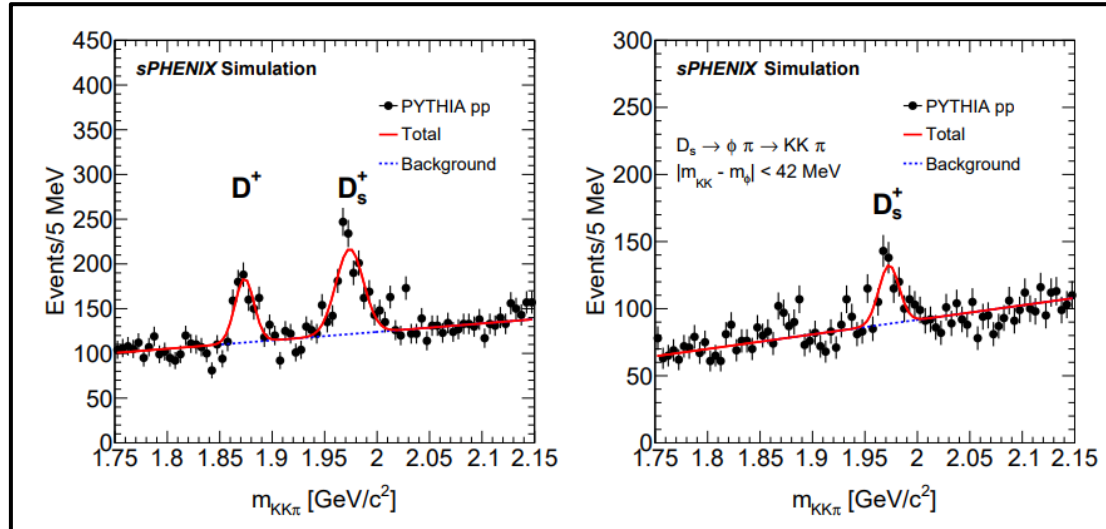 450
400
350
300
250
200
150
100
50
0
Events/5 MeV
sPHENIX Simulation
PYTHIA pp
Total
Background
D⁺
Dₛ⁺
1.75 1.8 1.85 1.9 1.95 2 2.05 2.1 2.15
m_KKπ [GeV/c²]
300
250
200
150
100
50
0
Events/5 MeV
sPHENIX Simulation
PYTHIA pp
Total
Background
Dₛ → φ π → KK π
|m_KK - m_φ| < 42 MeV
Dₛ⁺
1.75 1.8 1.85 1.9 1.95 2 2.05 2.1 2.15
m_KKπ [GeV/c²]